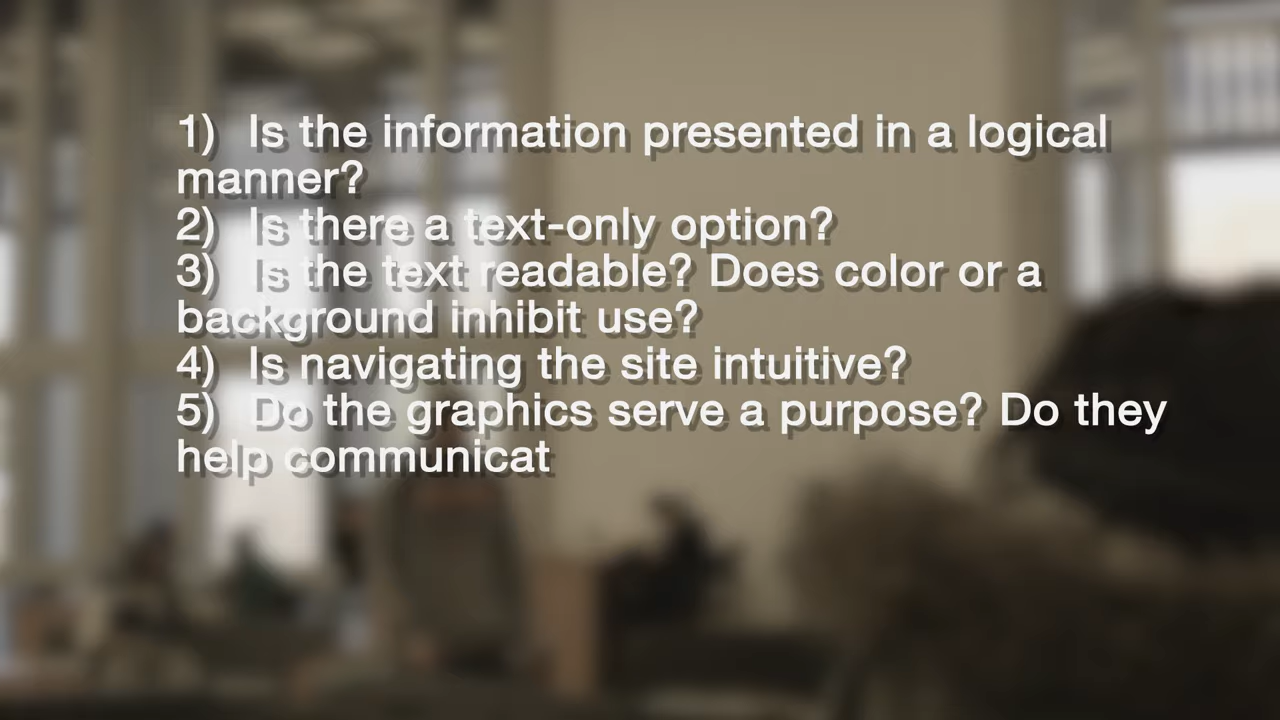 1) Is the information presented in a logical
manner?
2) Is there a text-only option?
3) Is the text readable? Does color or a
background inhibit use?
4) Is navigating the site intuitive?
5) Do the graphics serve a purpose? Do they
help communicat